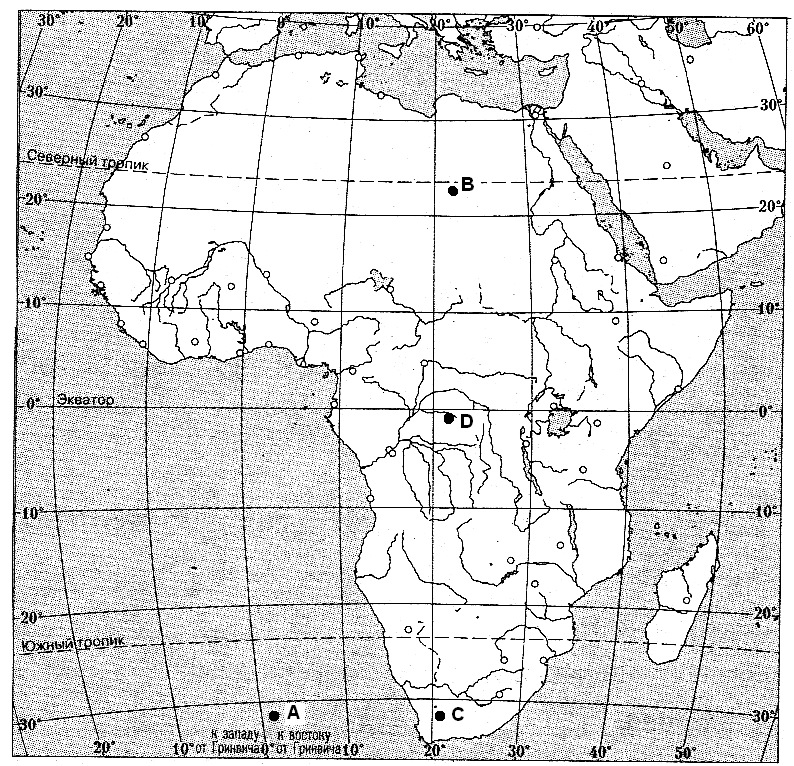 30° 20° 10° 0° 10° 20° 30° 40° 50° 60°
30° 30°
Северный тропик
B
20° 20°
10° 10°
0° Экватор 0°
D
10° 10°
20° 20°
Южный тропик
A C
30° 30°
к западу к востоку
от Гринвича от Гринвича
20° 10° 0° 10° 20° 30° 40° 50°